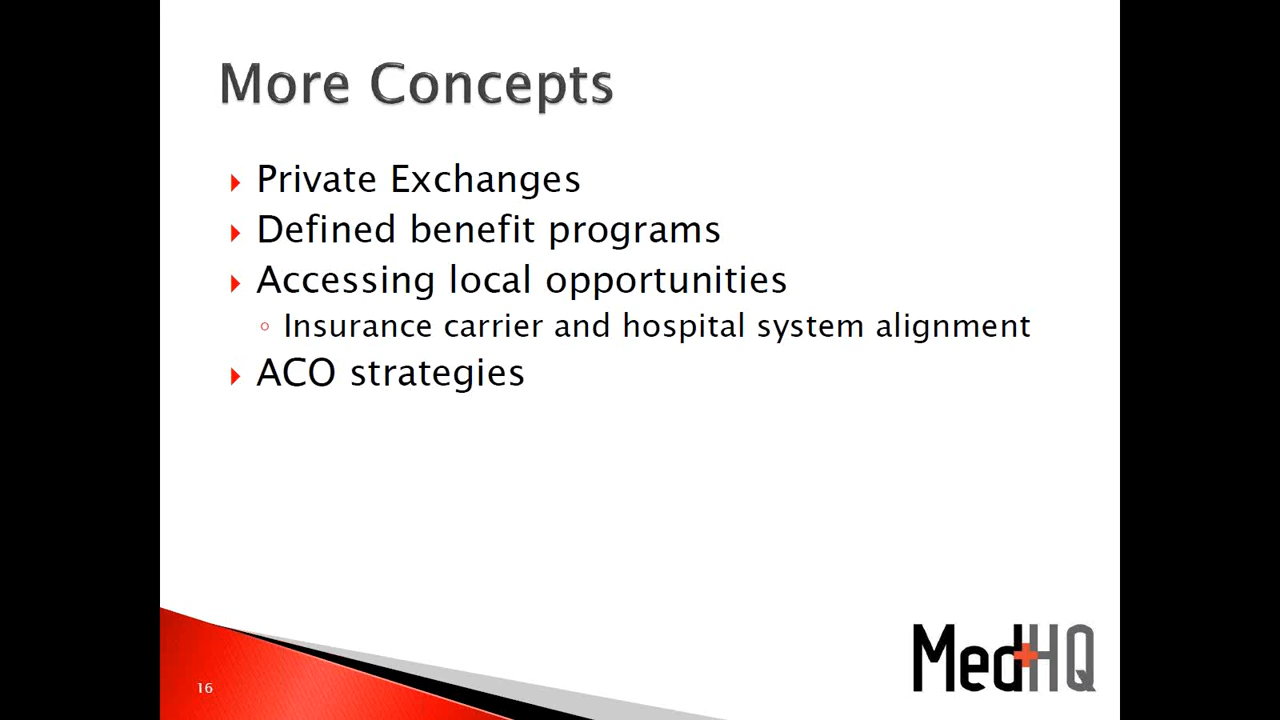 More Concepts
Private Exchanges
Defined benefit programs
Accessing local opportunities
Insurance carrier and hospital system alignment
ACO strategies
16
MedHQ